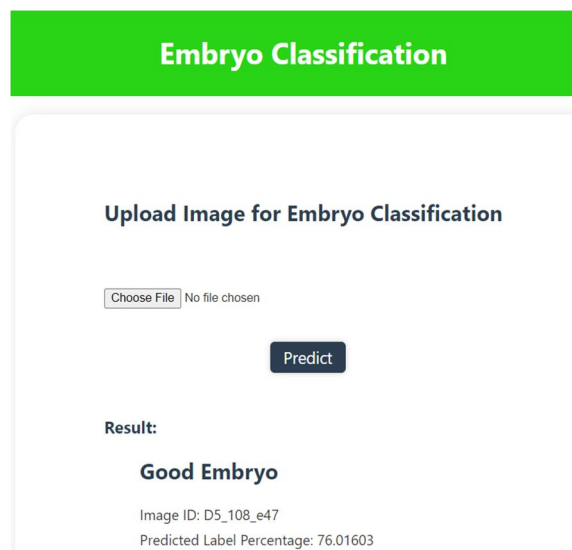 Embryo Classification
Upload Image for Embryo Classification
Choose File No file chosen
Predict
Result:
Good Embryo
Image ID: D5_108_e47
Predicted Label Percentage: 76.01603